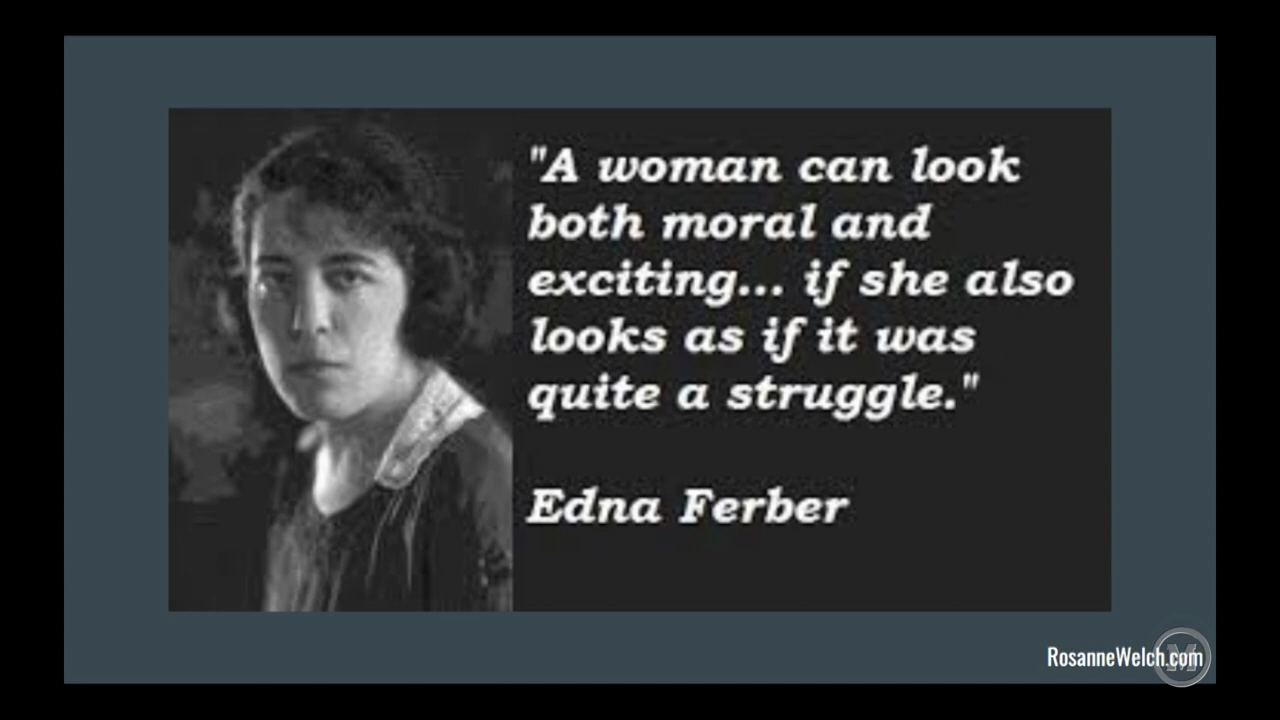 "A woman can look
both moral and
exciting... if she also
looks as if it was
quite a struggle."
Edna Ferber
RosanneWelch.com
M